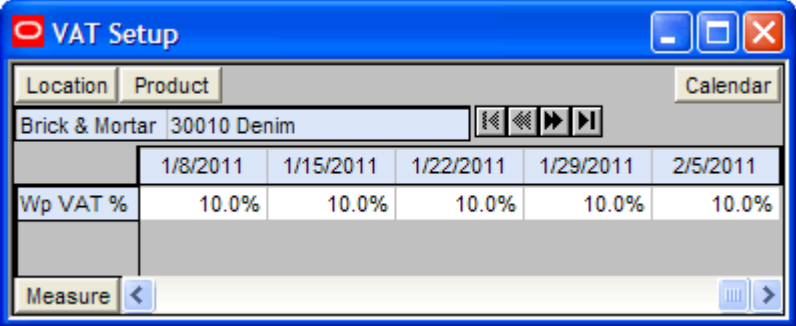 VAT Setup
Location Product Calendar
Brick & Mortar 30010 Denim
1/8/2011 1/15/2011 1/22/2011 1/29/2011 2/5/2011
Wp VAT % 10.0% 10.0% 10.0% 10.0% 10.0%
Measure